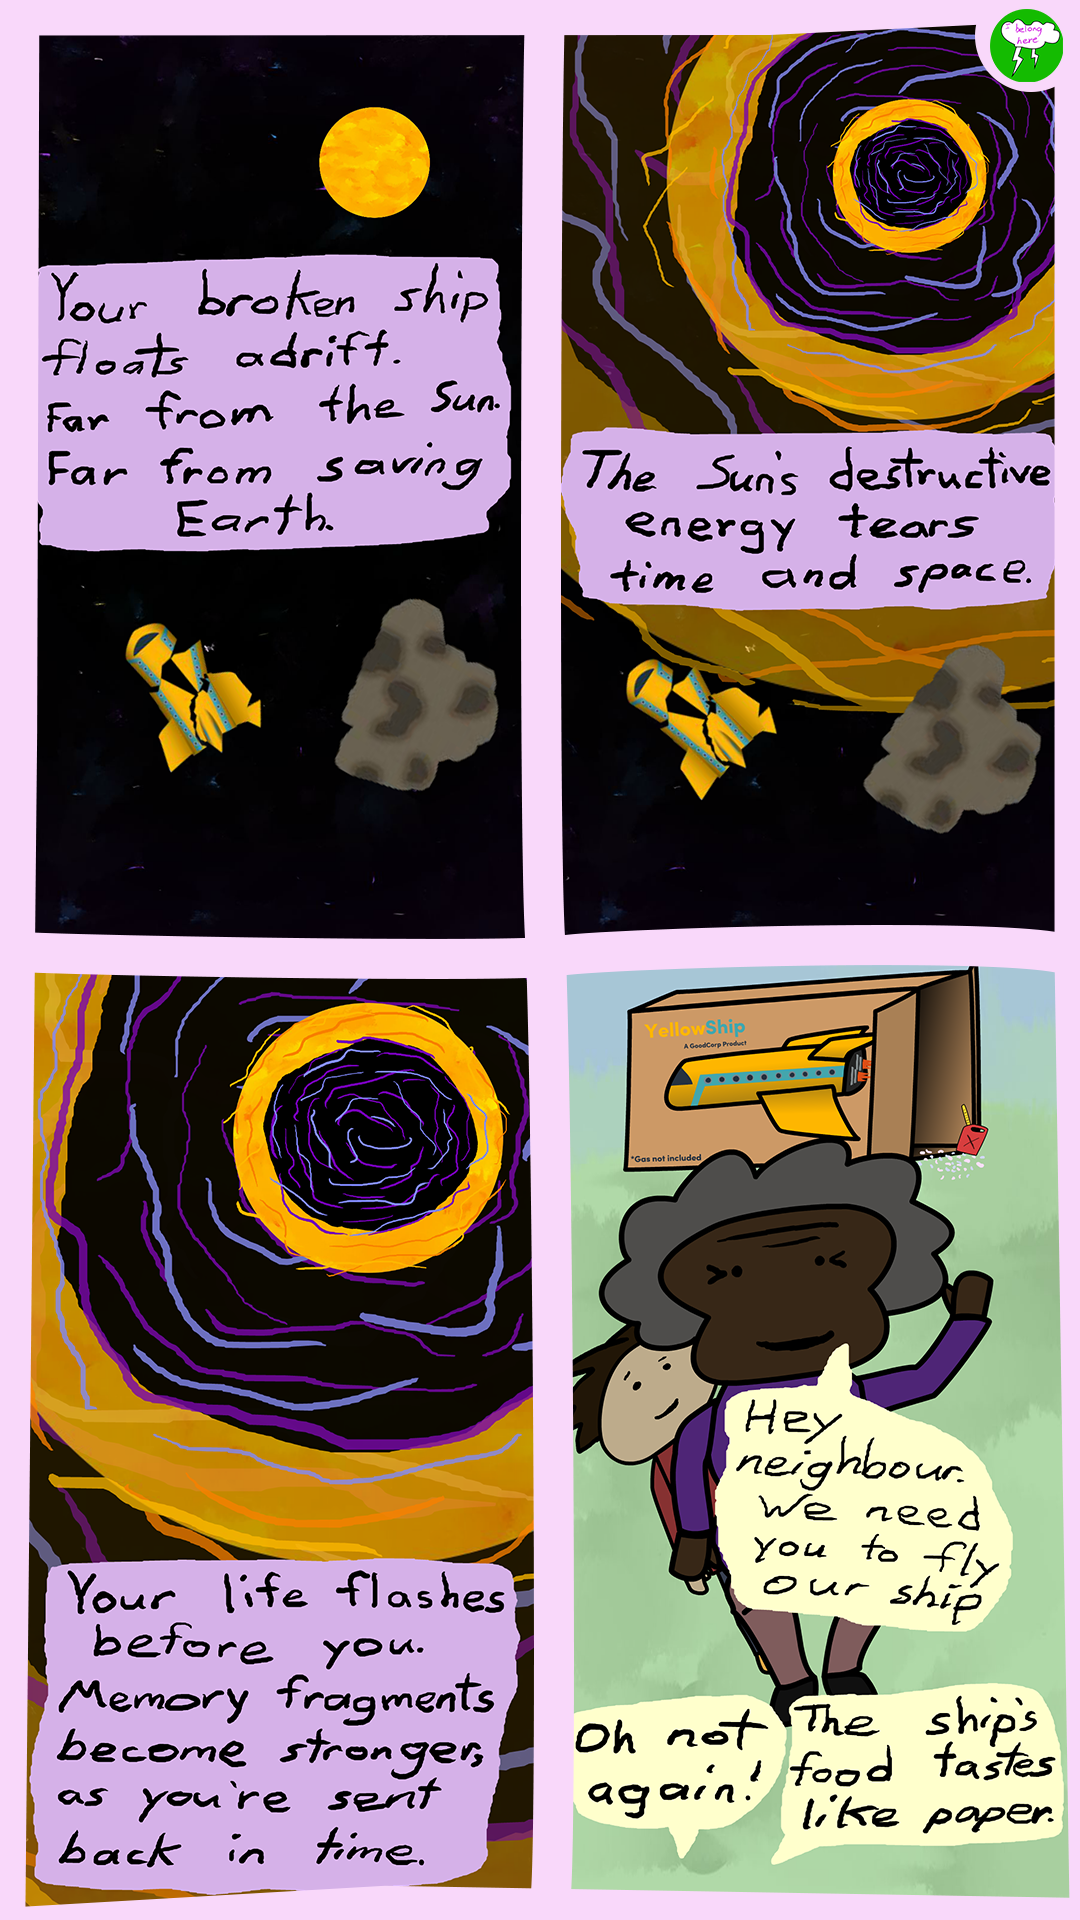 belong
here
Your broken ship
floats adrift.
Far from the Sun.
Far from saving
Earth.
The Sun's destructive
energy tears
time and space.
Your life flashes
before you.
Memory fragments
become stronger,
as you're sent
back in time.
YellowShip
A GoodCorp Product
*Gas not included
Hey
neighbour.
We need
you to fly
our ship
Oh not
again!
The ship's
food tastes
like paper.